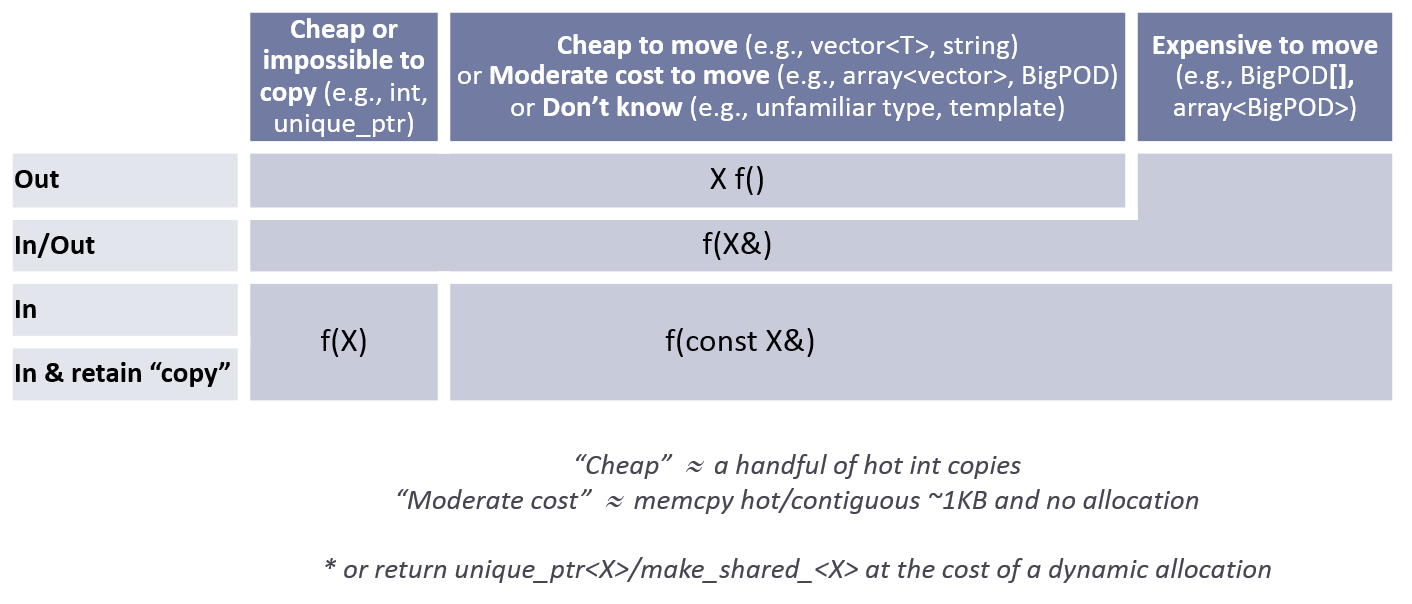 Cheap or
impossible to
copy (e.g., int,
unique_ptr)
Cheap to move (e.g., vector<T>, string)
or Moderate cost to move (e.g., array<vector>, BigPOD)
or Don’t know (e.g., unfamiliar type, template)
Expensive to move
(e.g., BigPOD[],
array<BigPOD>)
Out
X f()
In/Out
f(X&)
In
f(X)
f(const X&)
In & retain “copy”
“Cheap” ≈ a handful of hot int copies
“Moderate cost” ≈ memcpy hot/contiguous ~1KB and no allocation
* or return unique_ptr<X>/make_shared_<X> at the cost of a dynamic allocation